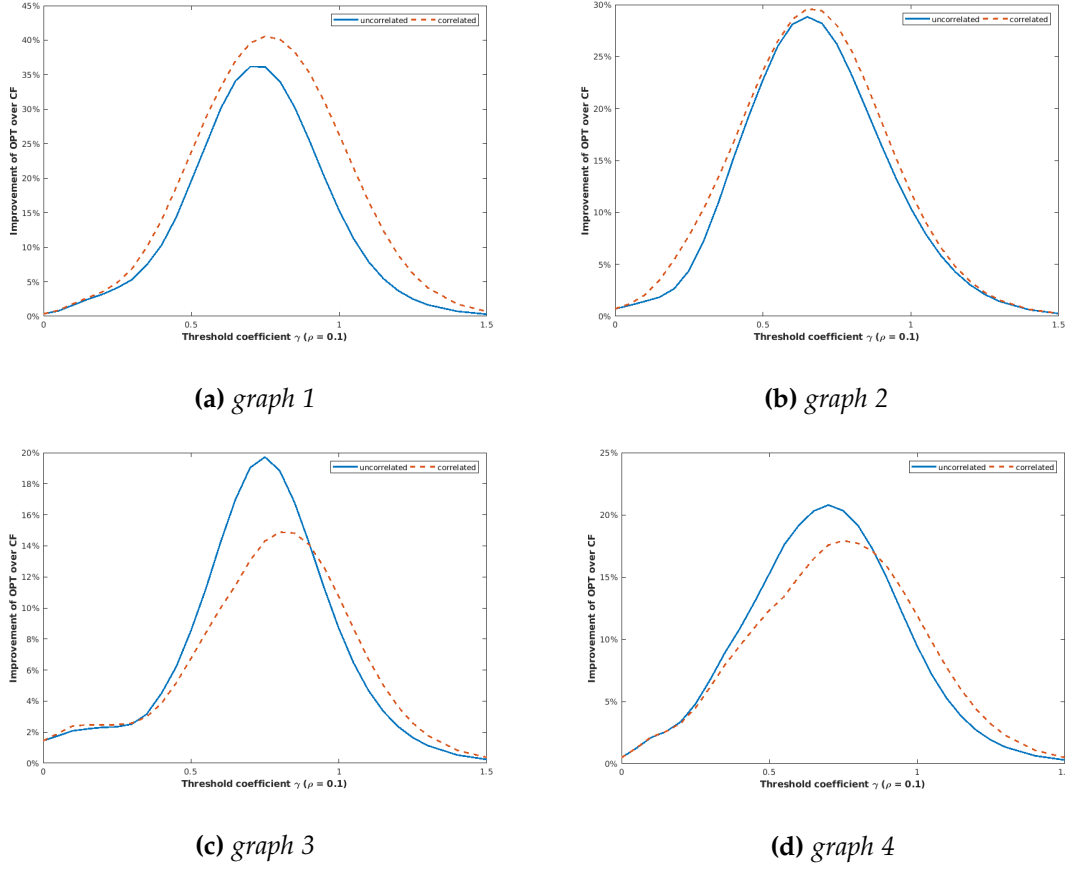 45%
40%
35%
30%
25%
20%
15%
10%
5%
0%
Improvement of OPT over CF
uncorrelated correlated
0 0.5 1 1.5
Threshold coefficient γ (ρ = 0.1)
(a) graph 1
30%
25%
20%
15%
10%
5%
0%
Improvement of OPT over CF
uncorrelated correlated
0 0.5 1 1.5
Threshold coefficient γ (ρ = 0.1)
(b) graph 2
20%
18%
16%
14%
12%
10%
8%
6%
4%
2%
0%
Improvement of OPT over CF
uncorrelated correlated
0 0.5 1 1.5
Threshold coefficient γ (ρ = 0.1)
(c) graph 3
25%
20%
15%
10%
5%
0%
Improvement of OPT over CF
uncorrelated correlated
0 0.5 1 1.5
Threshold coefficient γ (ρ = 0.1)
(d) graph 4